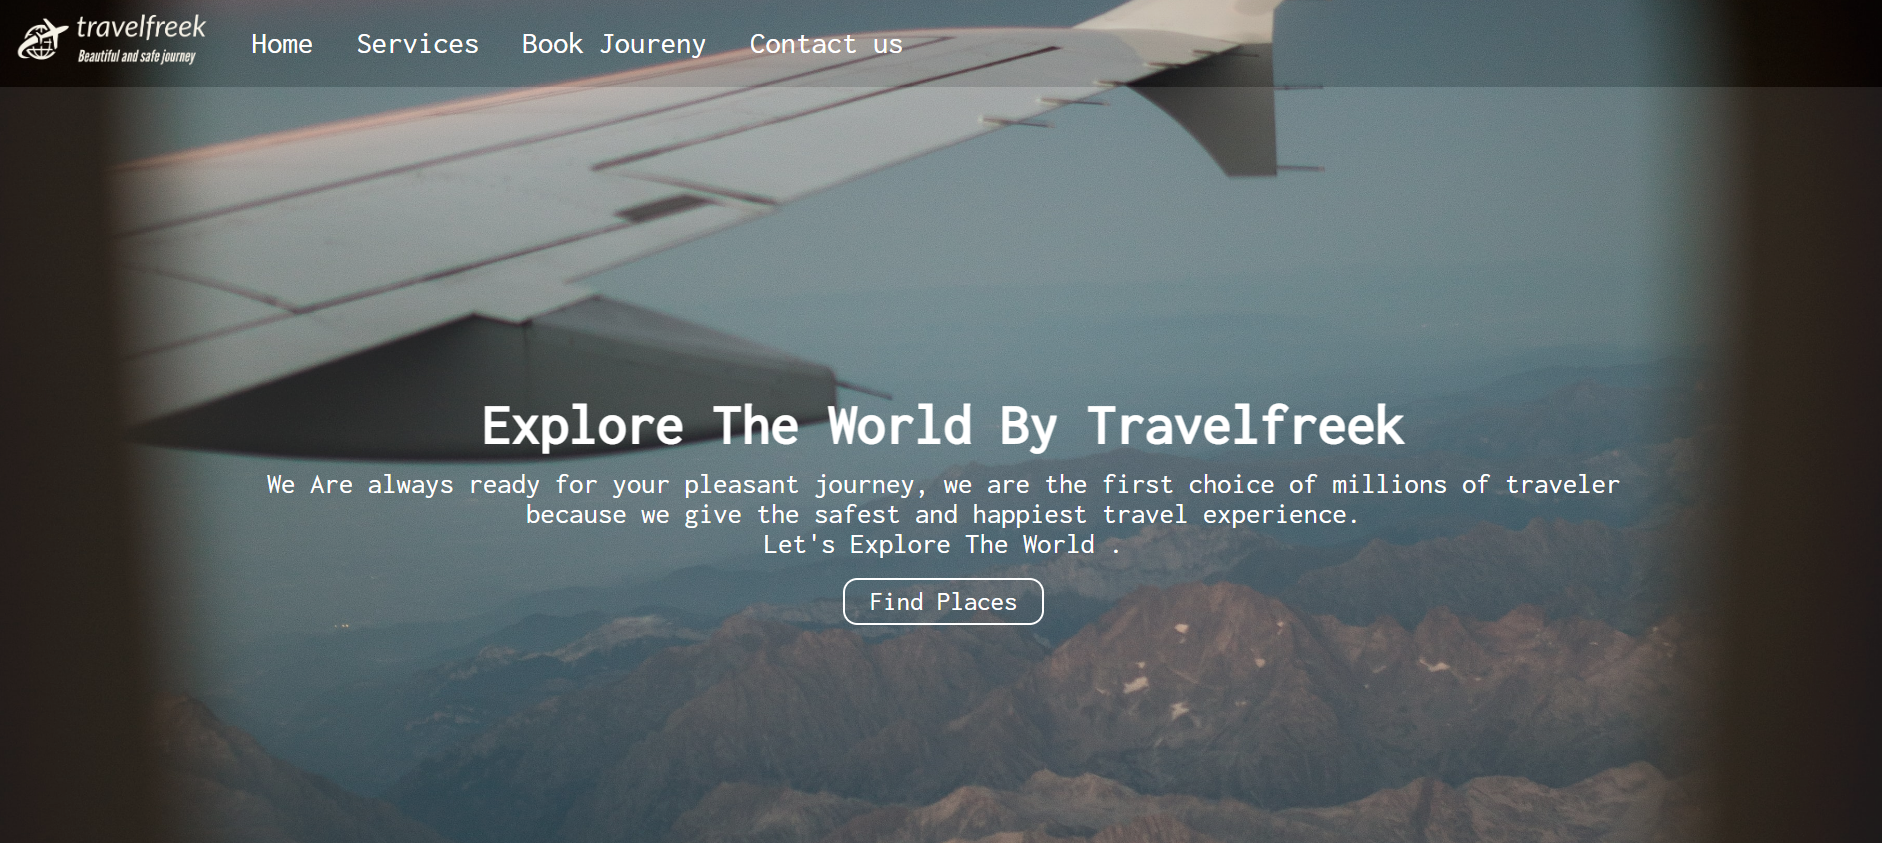 travelfreek
Beautiful and safe journey
Home Services Book Joureny Contact us
Explore The World By Travelfreek
We Are always ready for your pleasant journey, we are the first choice of millions of traveler
because we give the safest and happiest travel experience.
Let's Explore The World .
Find Places